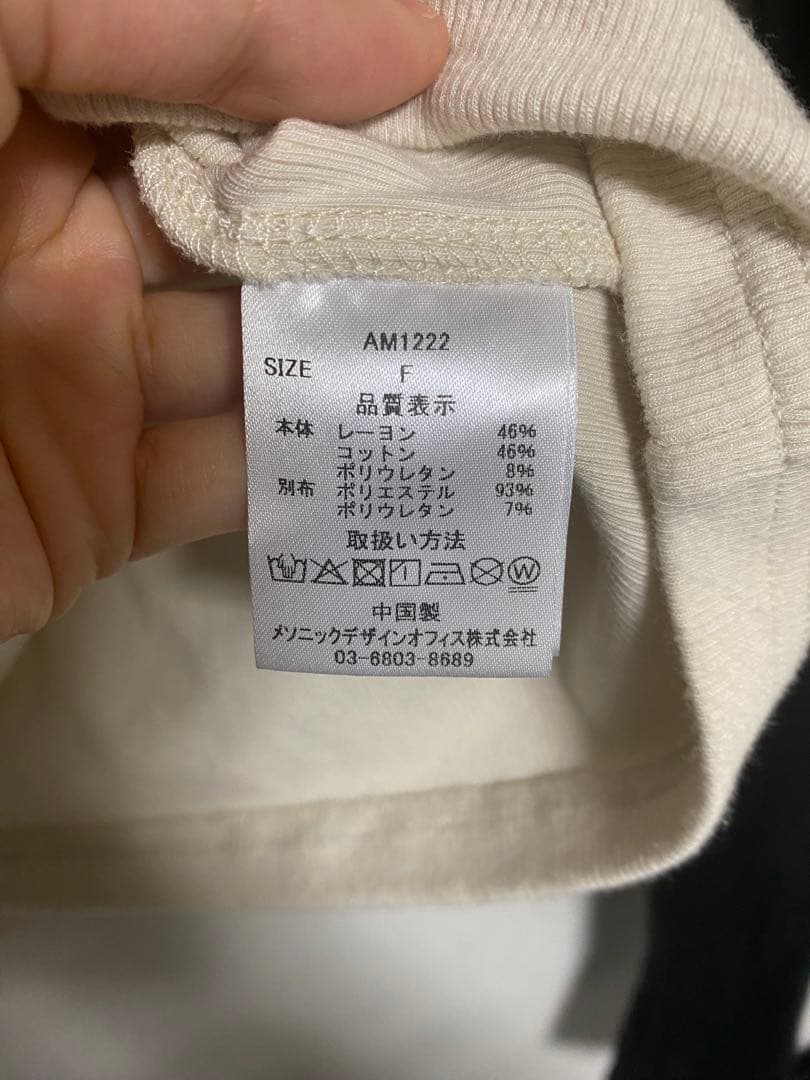 AM1222
SIZE F
品質表示
本体 レーヨン 46%
コットン 46%
ポリウレタン 8%
別布 ポリエステル 93%
ポリウレタン 7%
取扱い方法
W
中国製
メソニックデザインオフィス株式会社
03-6803-8689